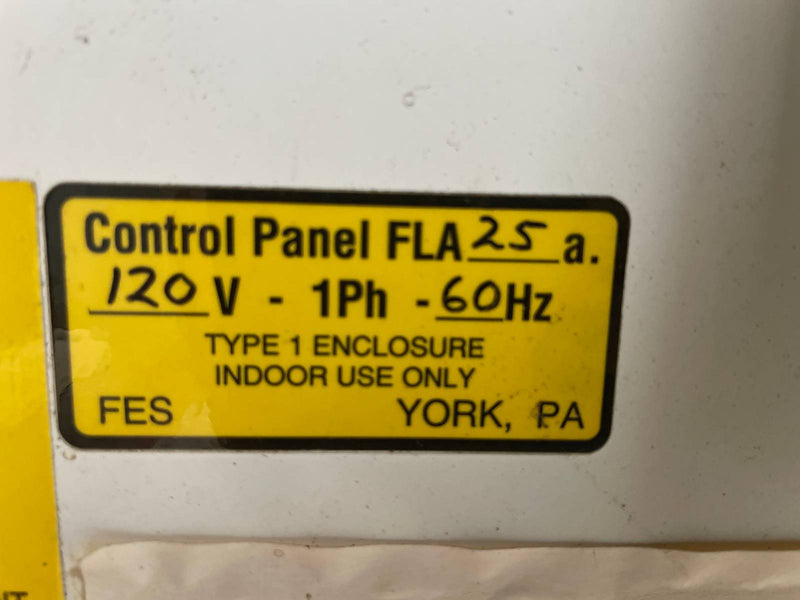 Control Panel FLA 25 a.
120 V - 1Ph - 60 Hz
TYPE 1 ENCLOSURE
INDOOR USE ONLY
FES YORK, PA